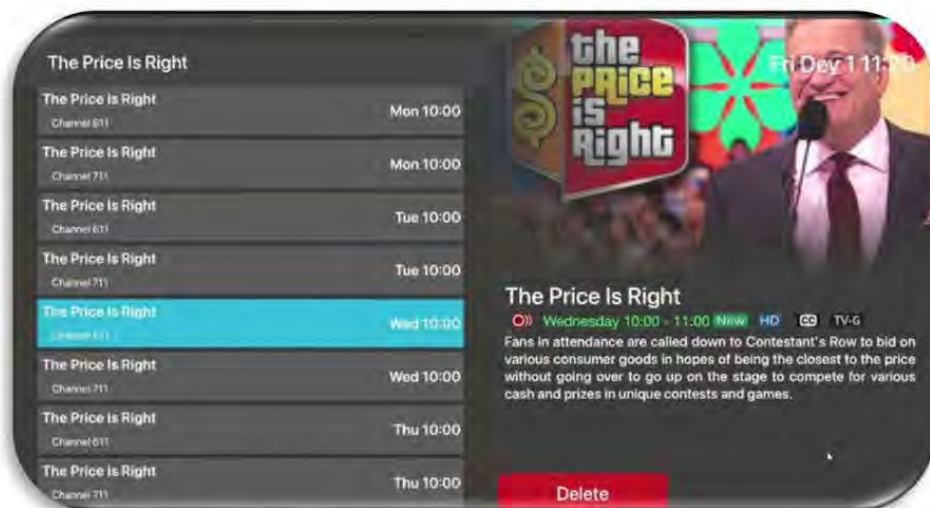 The Price Is Right
The Price Is Right
Mon 10:00
Channel 611
The Price Is Right
Mon 10:00
Channel 711
The Price Is Right
Tue 10:00
Channel 611
The Price Is Right
Tue 10:00
Channel 711
The Price Is Right
Wed 10:00
Channel 611
The Price Is Right
Wed 10:00
Channel 711
The Price Is Right
Thu 10:00
Channel 611
The Price Is Right
Thu 10:00
Channel 711
the
PRICE
is
Right
Fri Dey 1 11:20
The Price Is Right
Wednesday 10:00 - 11:00 New HD CC TV-G
Fans in attendance are called down to Contestant's Row to bid on
various consumer goods in hopes of being the closest to the price
without going over to go up on the stage to compete for various
cash and prizes in unique contests and games.
Delete